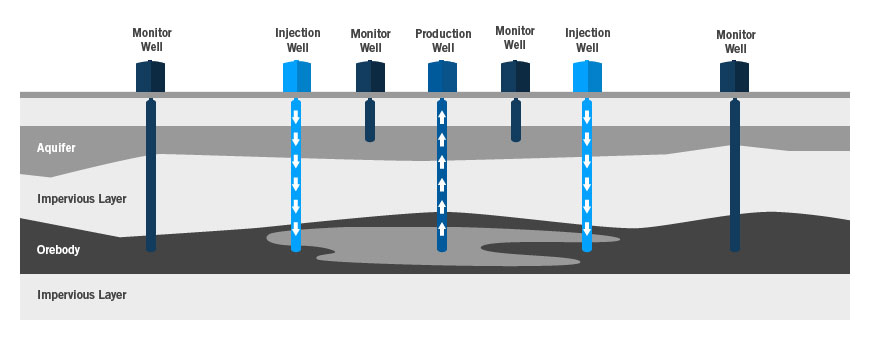 Monitor
Well
Injection
Well
Monitor
Well
Production
Well
Monitor
Well
Injection
Well
Monitor
Well
Aquifer
Impervious Layer
Orebody
Impervious Layer